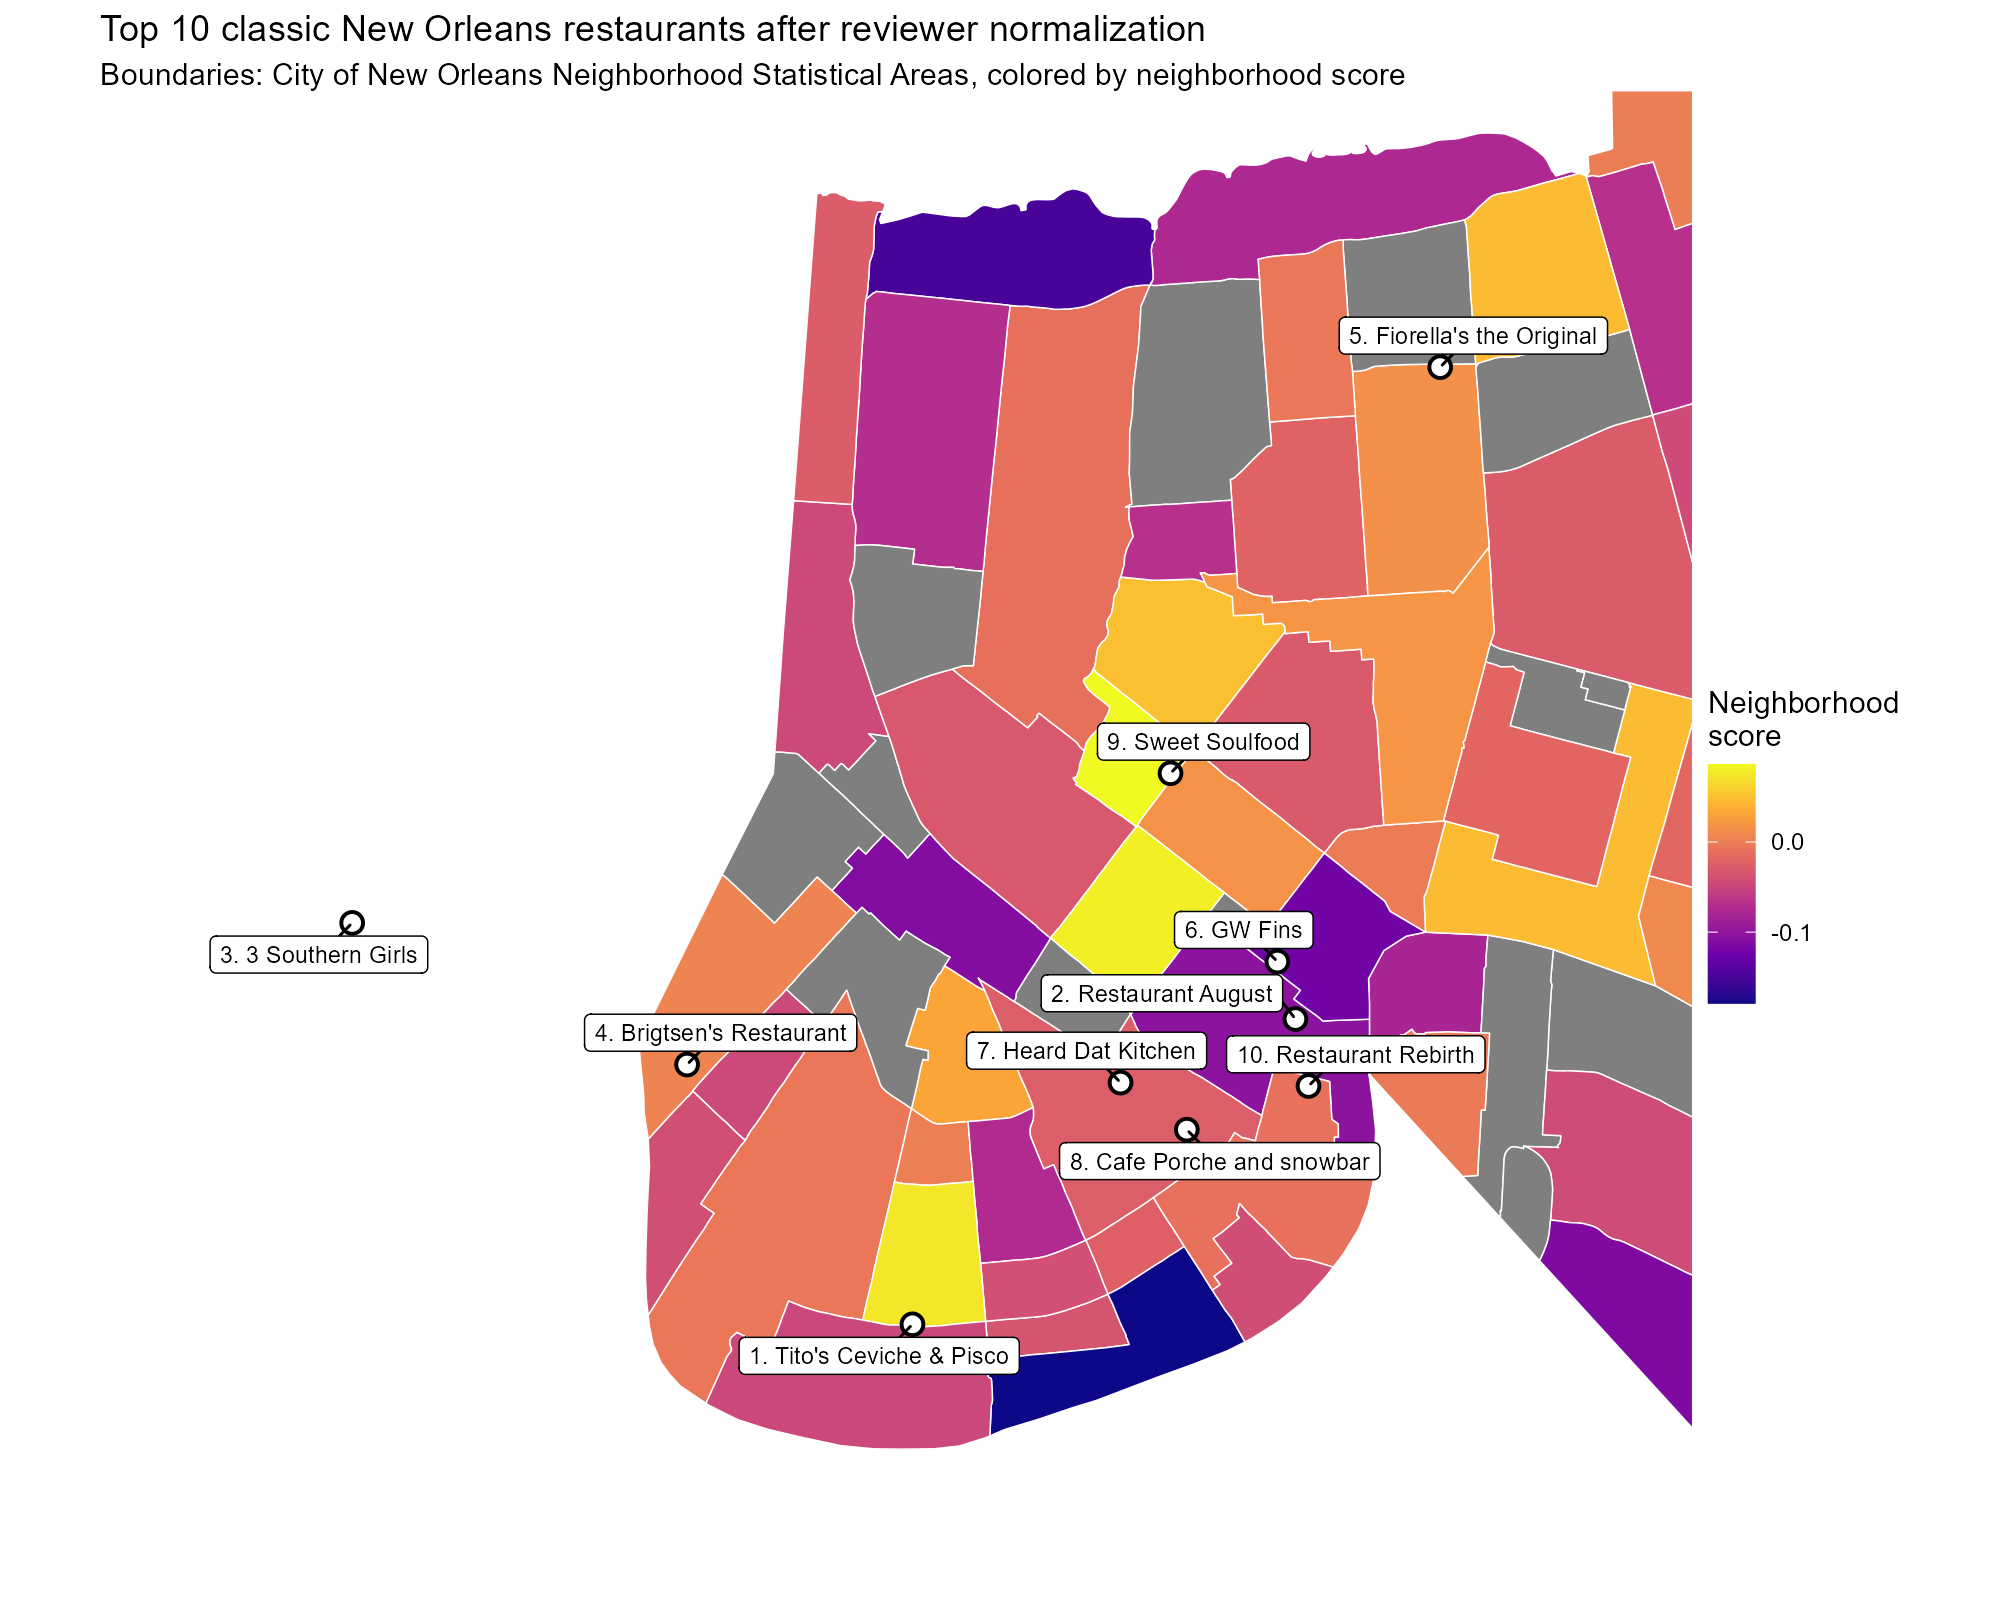 Top 10 classic New Orleans restaurants after reviewer normalization
Boundaries: City of New Orleans Neighborhood Statistical Areas, colored by neighborhood score
5. Fiorella's the Original
Neighborhood
score
9. Sweet Soulfood
0.0
6. GW Fins
-0.1
3. 3 Southern Girls
2. Restaurant August
4. Brigtsen's Restaurant
7. Heard Dat Kitchen
10. Restaurant Rebirth
8. Cafe Porche and snowbar
1. Tito's Ceviche & Pisco